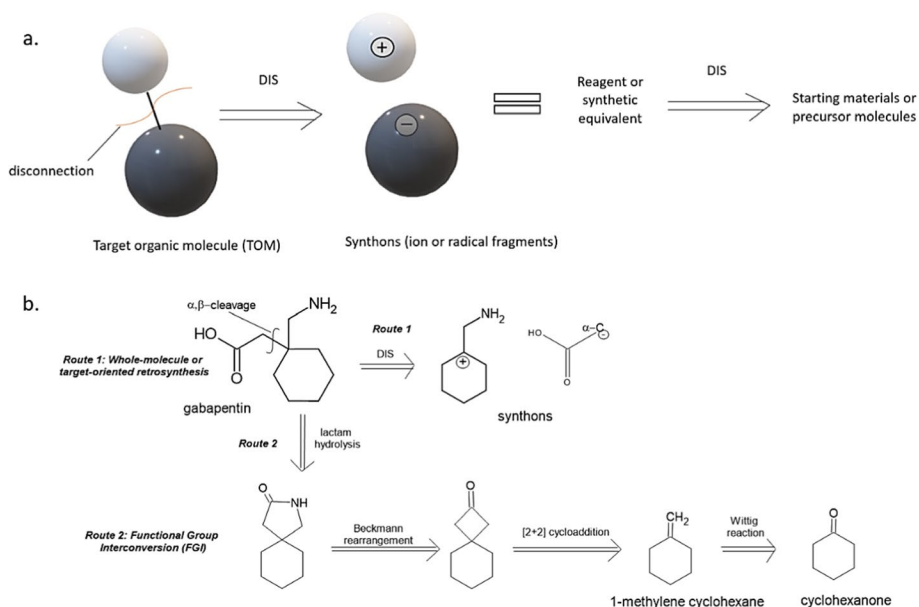 a.
DIS
+
−
Reagent or
synthetic
equivalent
DIS
Starting materials or
precursor molecules
disconnection
Target organic molecule (TOM)
Synthons (ion or radical fragments)
b.
α,β−cleavage
NH2
HO
O
Route 1: Whole-molecule or
target-oriented retrosynthesis
gabapentin
Route 1
DIS
NH2
+
HO
α-C
−
O
synthons
Route 2
lactam
hydrolysis
Route 2: Functional Group
Interconversion (FGI)
O
NH
Beckmann
rearrangement
O
[2+2] cycloaddition
CH2
1-methylene cyclohexane
Wittig
reaction
O
cyclohexanone